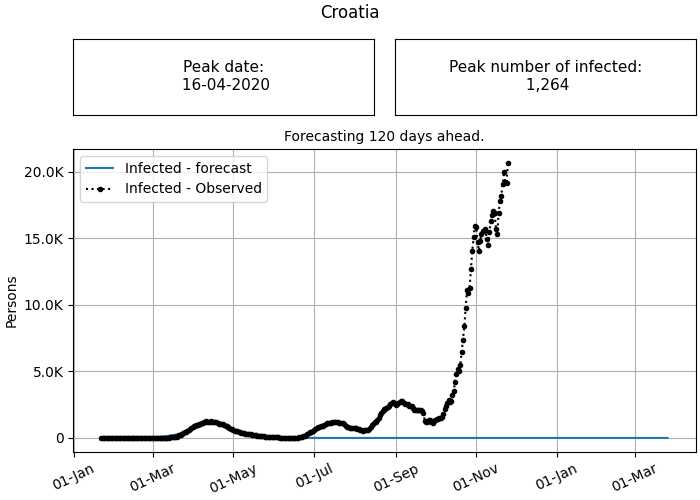 Croatia
Peak date:
16-04-2020
Peak number of infected:
1,264
Forecasting 120 days ahead.
Infected - forecast
Infected - Observed
20.0K
15.0K
10.0K
5.0K
0
Persons
01-Jan
01-Mar
01-May
01-Jul
01-Sep
01-Nov
01-Jan
01-Mar